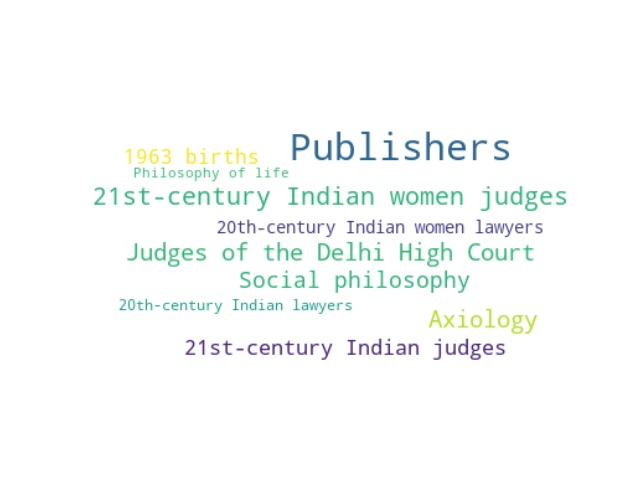 Publishers
1963 births
Philosophy of life
21st-century Indian women judges
20th-century Indian women lawyers
Judges of the Delhi High Court
Social philosophy
20th-century Indian lawyers
Axiology
21st-century Indian judges